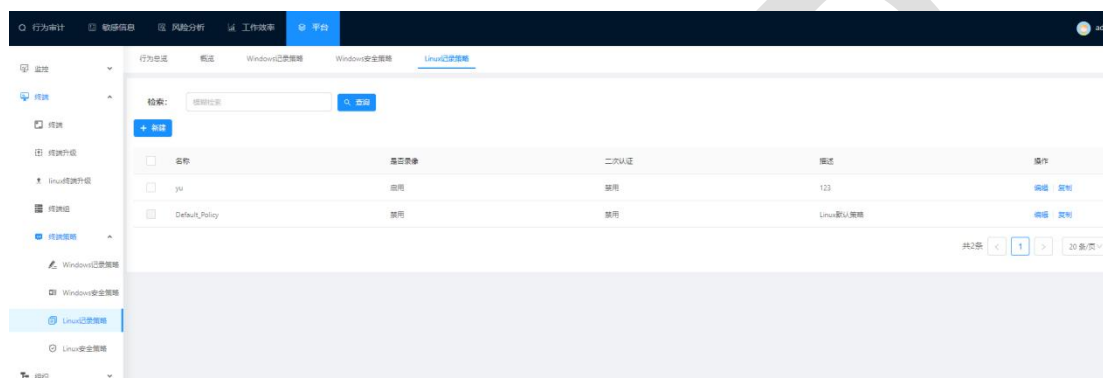 行为审计 敏感信息 风险分析 工作效率 平台
行为总览 概览 Windows记录策略 Windows安全策略 Linux记录策略
监控
终端
终端
终端升级
linux终端升级
终端组
终端策略
Windows记录策略
Windows安全策略
Linux记录策略
Linux安全策略
组织
检索: 模糊检索 查询
+ 新建
名称 是否录像 二次认证 描述 操作
yu 启用 禁用 123 编辑 复制
Default_Policy 禁用 禁用 Linux默认策略 编辑 复制
共2条 < 1 > 20 条/页